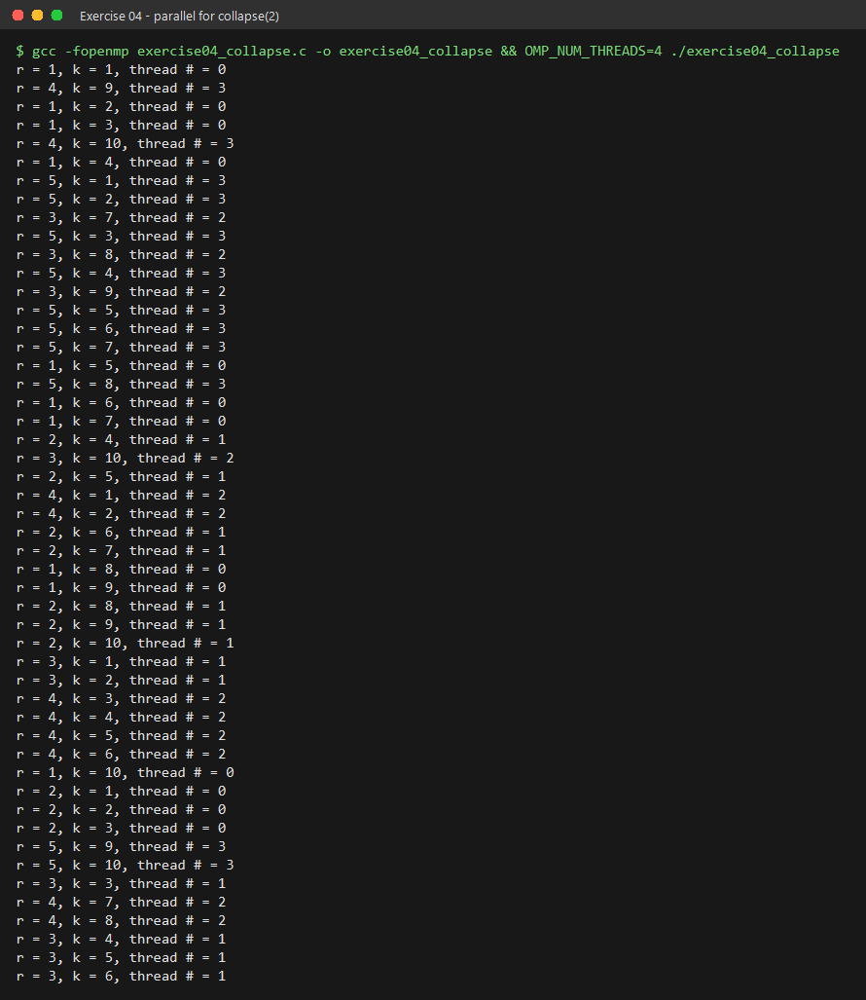 Exercise 04 - parallel for collapse(2)
$ gcc -fopenmp exercise04_collapse.c -o exercise04_collapse && OMP_NUM_THREADS=4 ./exercise04_collapse
r = 1, k = 1, thread # = 0
r = 4, k = 9, thread # = 3
r = 1, k = 2, thread # = 0
r = 1, k = 3, thread # = 0
r = 4, k = 10, thread # = 3
r = 1, k = 4, thread # = 0
r = 5, k = 1, thread # = 3
r = 5, k = 2, thread # = 3
r = 3, k = 7, thread # = 2
r = 5, k = 3, thread # = 3
r = 3, k = 8, thread # = 2
r = 5, k = 4, thread # = 3
r = 3, k = 9, thread # = 2
r = 5, k = 5, thread # = 3
r = 5, k = 6, thread # = 3
r = 5, k = 7, thread # = 3
r = 1, k = 5, thread # = 0
r = 5, k = 8, thread # = 3
r = 1, k = 6, thread # = 0
r = 1, k = 7, thread # = 0
r = 2, k = 4, thread # = 1
r = 3, k = 10, thread # = 2
r = 2, k = 5, thread # = 1
r = 4, k = 1, thread # = 2
r = 4, k = 2, thread # = 2
r = 2, k = 6, thread # = 1
r = 2, k = 7, thread # = 1
r = 1, k = 8, thread # = 0
r = 1, k = 9, thread # = 0
r = 2, k = 8, thread # = 1
r = 2, k = 9, thread # = 1
r = 2, k = 10, thread # = 1
r = 3, k = 1, thread # = 1
r = 3, k = 2, thread # = 1
r = 4, k = 3, thread # = 2
r = 4, k = 4, thread # = 2
r = 4, k = 5, thread # = 2
r = 4, k = 6, thread # = 2
r = 1, k = 10, thread # = 0
r = 2, k = 1, thread # = 0
r = 2, k = 2, thread # = 0
r = 2, k = 3, thread # = 0
r = 5, k = 9, thread # = 3
r = 5, k = 10, thread # = 3
r = 3, k = 3, thread # = 1
r = 4, k = 7, thread # = 2
r = 4, k = 8, thread # = 2
r = 3, k = 4, thread # = 1
r = 3, k = 5, thread # = 1
r = 3, k = 6, thread # = 1